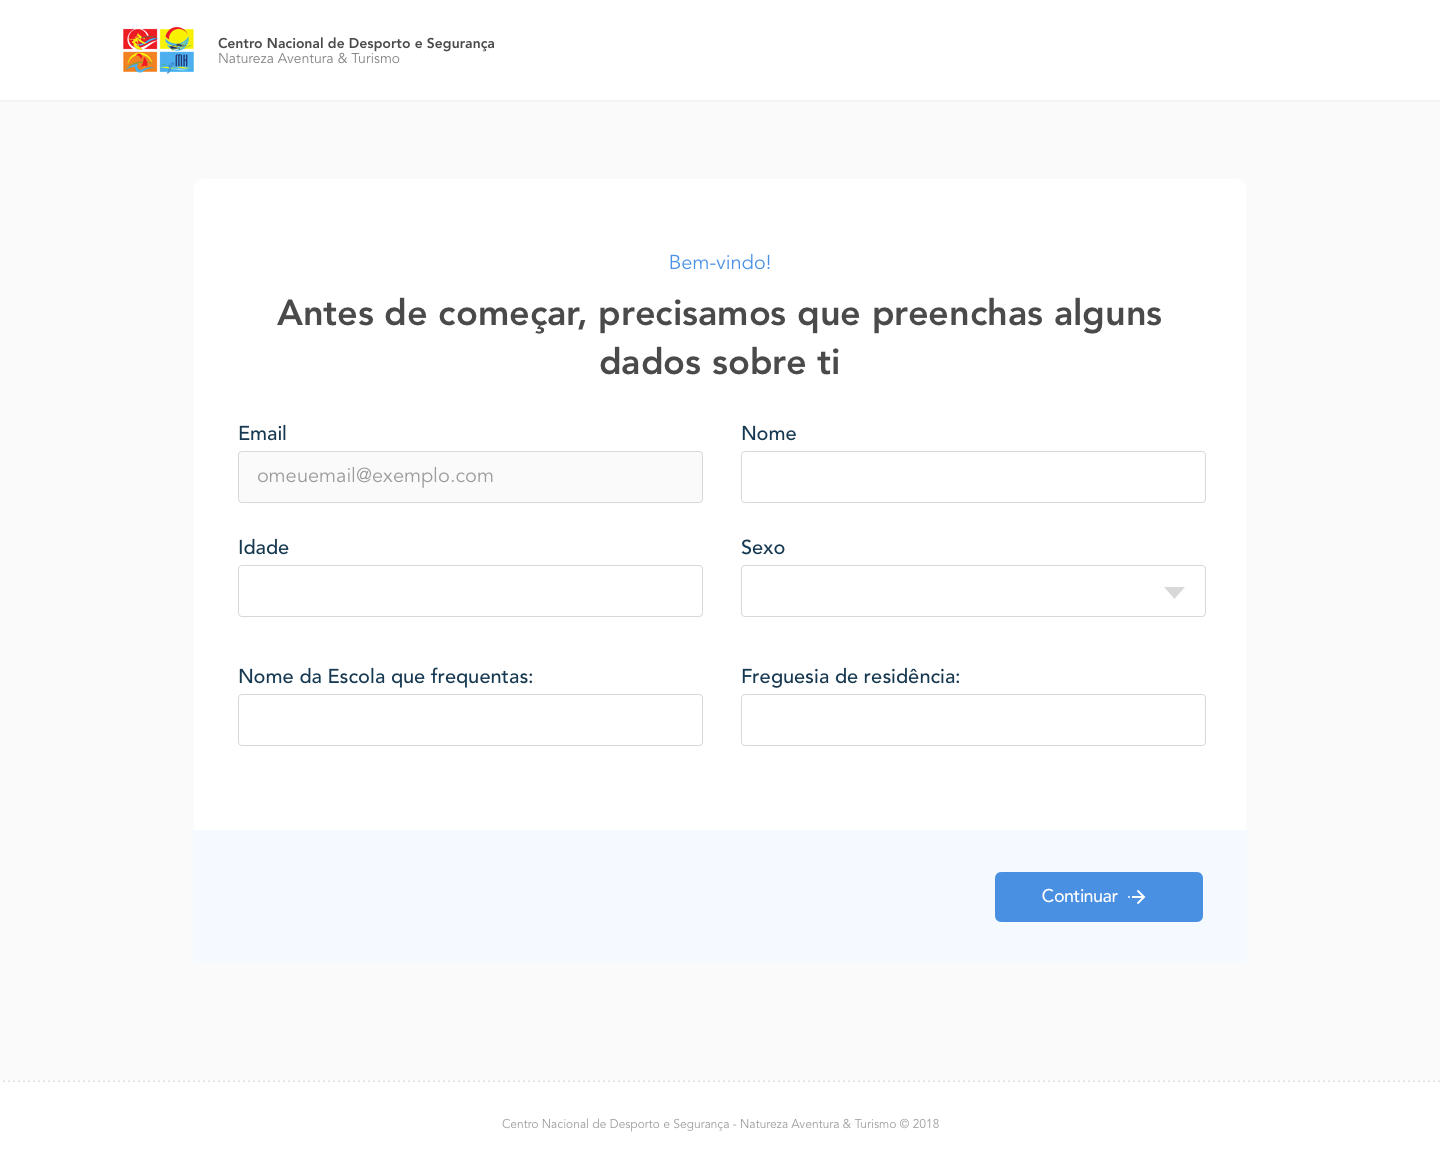 MH
Centro Nacional de Desporto e Segurança
Natureza Aventura & Turismo
Bem-vindo!
Antes de começar, precisamos que preenchas alguns
dados sobre ti
Email
Nome
omeuemail@exemplo.com
Idade
Sexo
Nome da Escola que frequentas:
Freguesia de residência:
Continuar
Centro Nacional de Desporto e Segurança - Natureza Aventura & Turismo © 2018